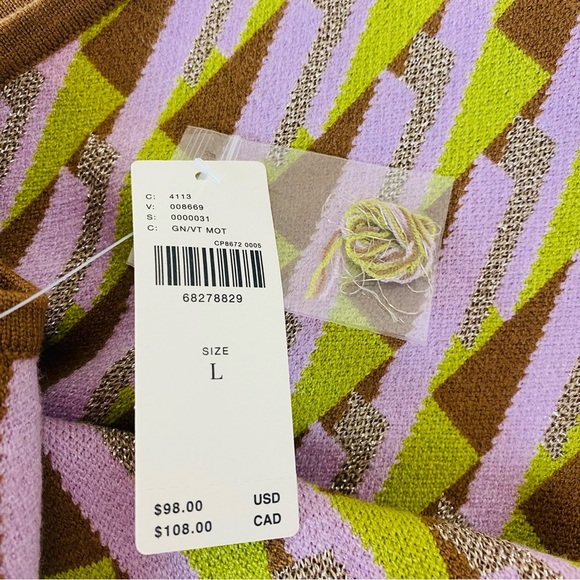 C: 4113
V: 008669
S: 0000031
C: GN/VT MOT
CP8672 0005
68278829
SIZE
L
$98.00 USD
$108.00 CAD